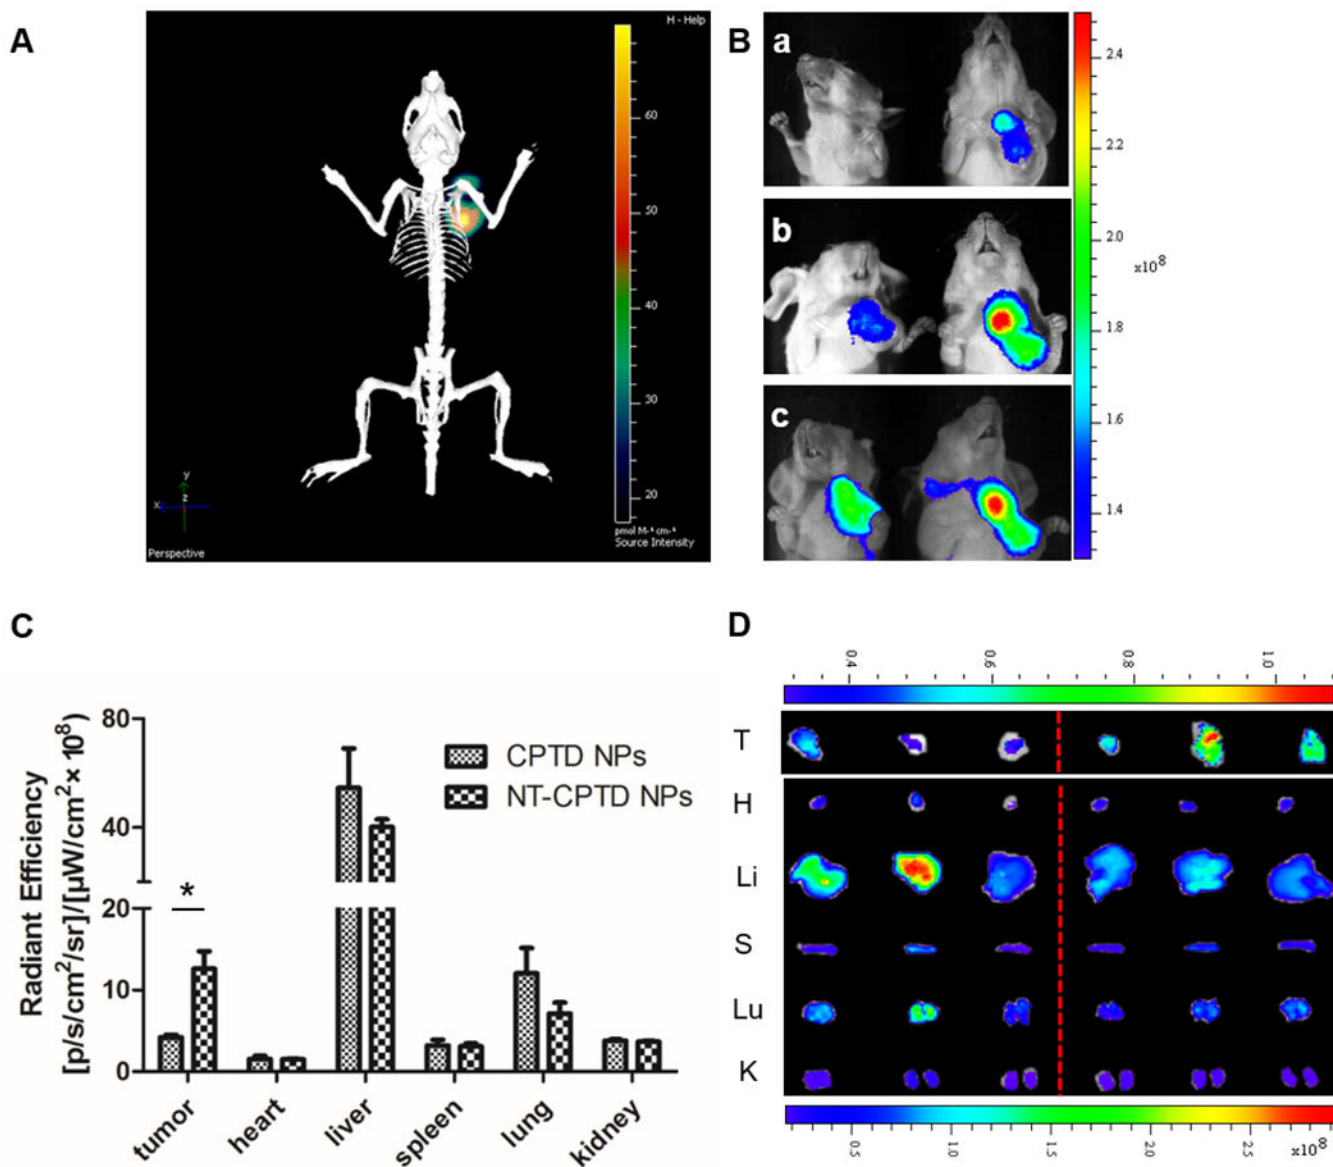 A
H - Help
60
50
40
30
20
pmol M-¹ cm-¹
Source Intensity
y
x
z
Perspective
B
a
b
c
2.4
2.2
2.0
x10⁸
1.8
1.6
1.4
C
Radiant Efficiency
[p/s/cm²/sr]/[µW/cm²× 10⁸]
80
40
20
10
0
*
CPTD NPs
NT-CPTD NPs
tumor
heart
liver
spleen
lung
kidney
D
0.4 0.6 0.8 1.0
T
H
Li
S
Lu
K
0.5 1.0 1.5 2.0 2.5 x10⁸